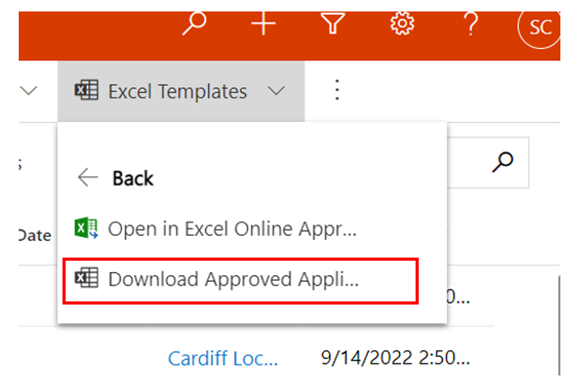 SC
Excel Templates
Back
Date
Open in Excel Online Appr...
Download Approved Appli...
0...
Cardiff Loc...
9/14/2022 2:50...